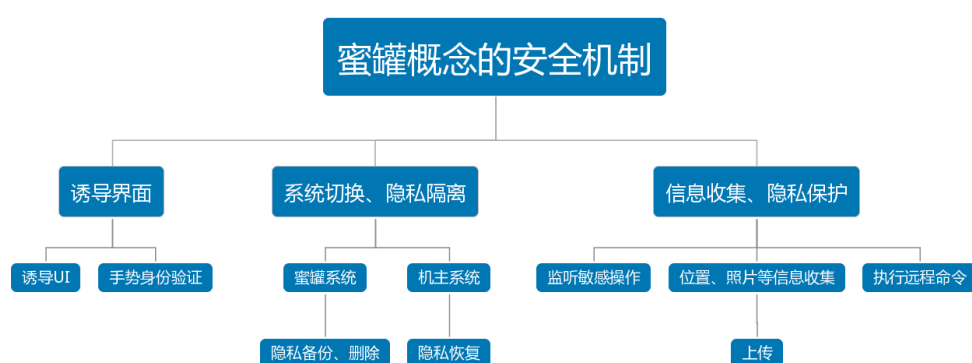 蜜罐概念的安全机制
诱导界面
系统切换、隐私隔离
信息收集、隐私保护
诱导UI
手势身份验证
蜜罐系统
机主系统
监听敏感操作
位置、照片等信息收集
执行远程命令
隐私备份、删除
隐私恢复
上传